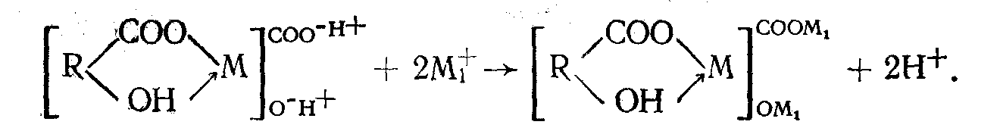 [R<COO OH>M]COO⁻H⁺ O⁻H⁺ + 2M₁⁺ → [R<COO OH>M]COOM₁ OM₁ + 2H⁺.